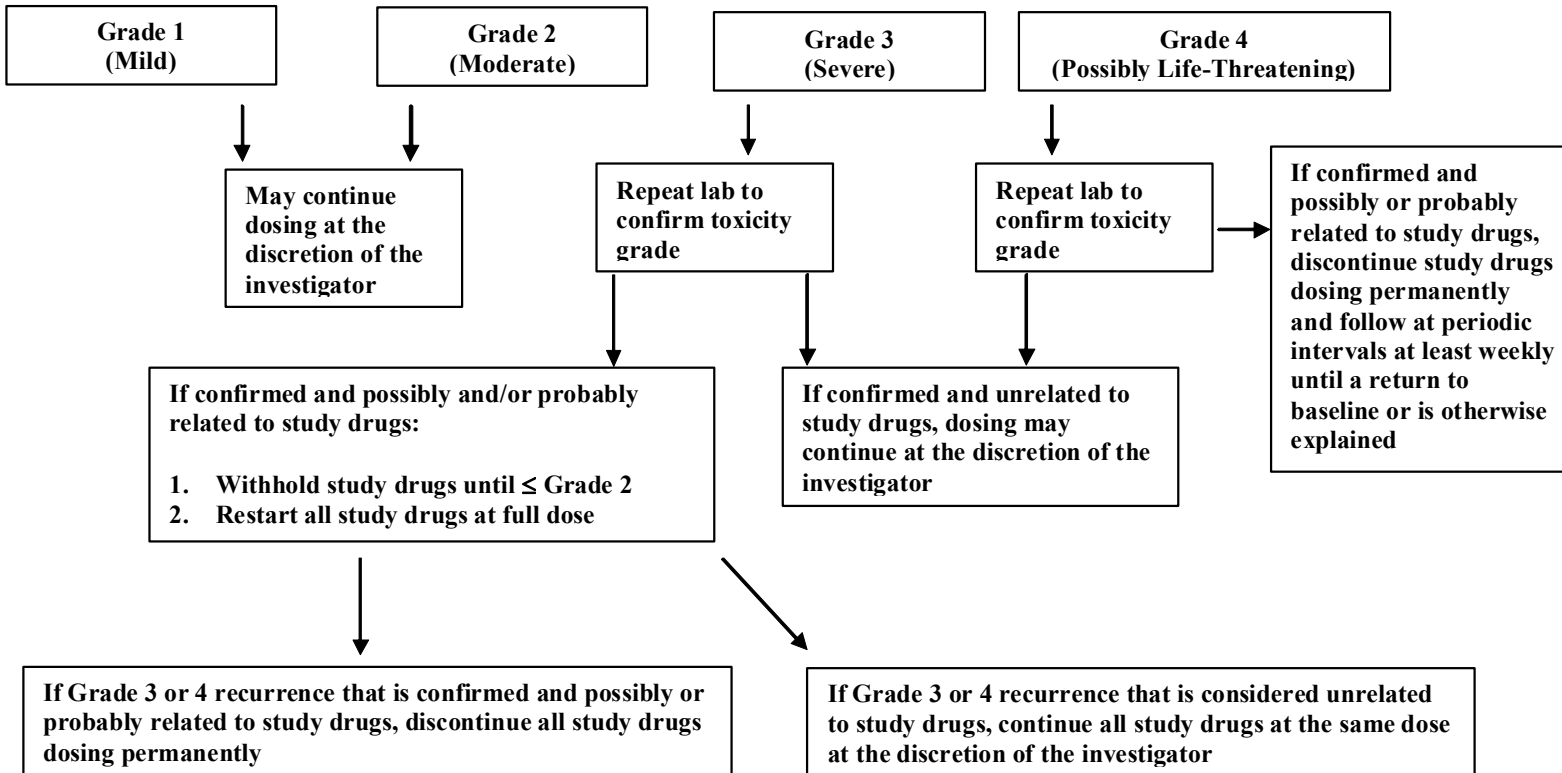 Grade 1
(Mild)
Grade 2
(Moderate)
Grade 3
(Severe)
Grade 4
(Possibly Life-Threatening)
May continue
dosing at the
discretion of the
investigator
Repeat lab to
confirm toxicity
grade
Repeat lab to
confirm toxicity
grade
If confirmed and
possibly or probably
related to study drugs,
discontinue study drugs
dosing permanently
and follow at periodic
intervals at least weekly
until a return to
baseline or is otherwise
explained
If confirmed and possibly and/or probably
related to study drugs:
1. Withhold study drugs until ≤ Grade 2
2. Restart all study drugs at full dose
If confirmed and unrelated to
study drugs, dosing may
continue at the discretion of the
investigator
If Grade 3 or 4 recurrence that is confirmed and possibly or
probably related to study drugs, discontinue all study drugs
dosing permanently
If Grade 3 or 4 recurrence that is considered unrelated
to study drugs, continue all study drugs at the same dose
at the discretion of the investigator